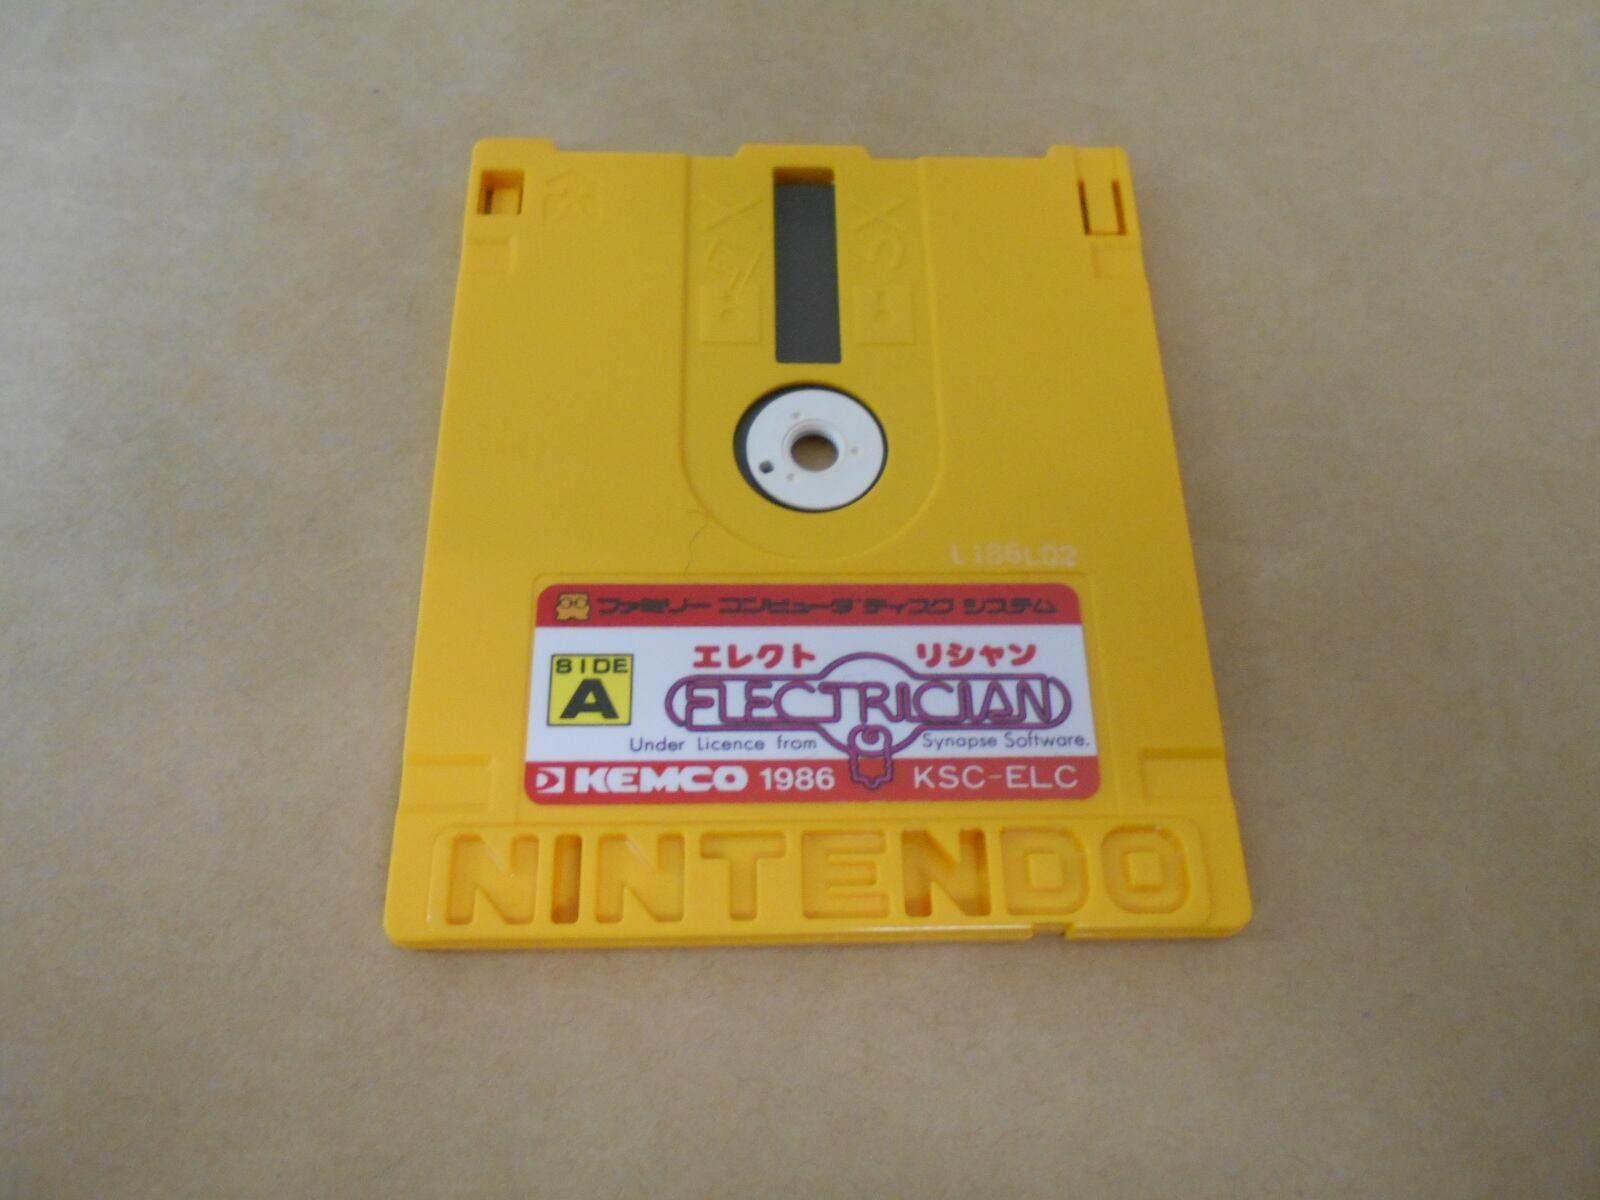 L186L02
ファミリー コンピュータ ディスク システム
SIDE A
エレクトリシャン
ELECTRICIAN
Under Licence from Synapse Software.
KEMCO 1986 KSC-ELC
NINTENDO